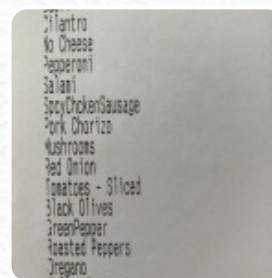 Cilantro
No Cheese
Pepperoni
Salami
SpcyChckenSausage
Pork Chorizo
Mushrooms
Red Onion
Tomatoes - Sliced
Black Olives
GreenPepper
Roasted Peppers
Oregano